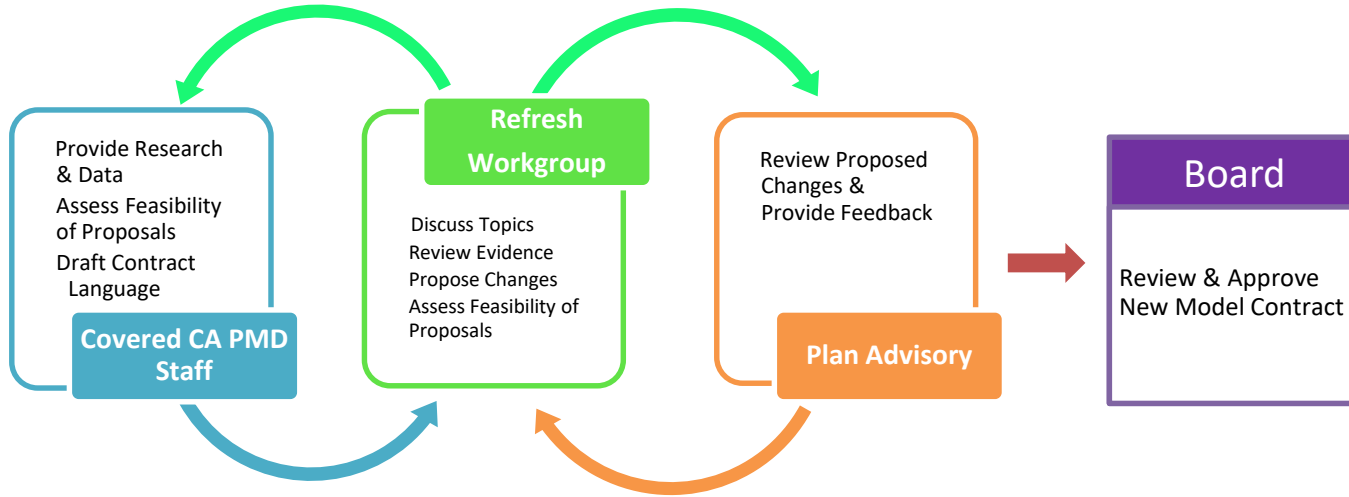 Provide Research
& Data
Assess Feasibility
of Proposals
Draft Contract
Language
Covered CA PMD
Staff
Refresh
Workgroup
Discuss Topics
Review Evidence
Propose Changes
Assess Feasibility of
Proposals
Review Proposed
Changes &
Provide Feedback
Plan Advisory
Board
Review & Approve
New Model Contract